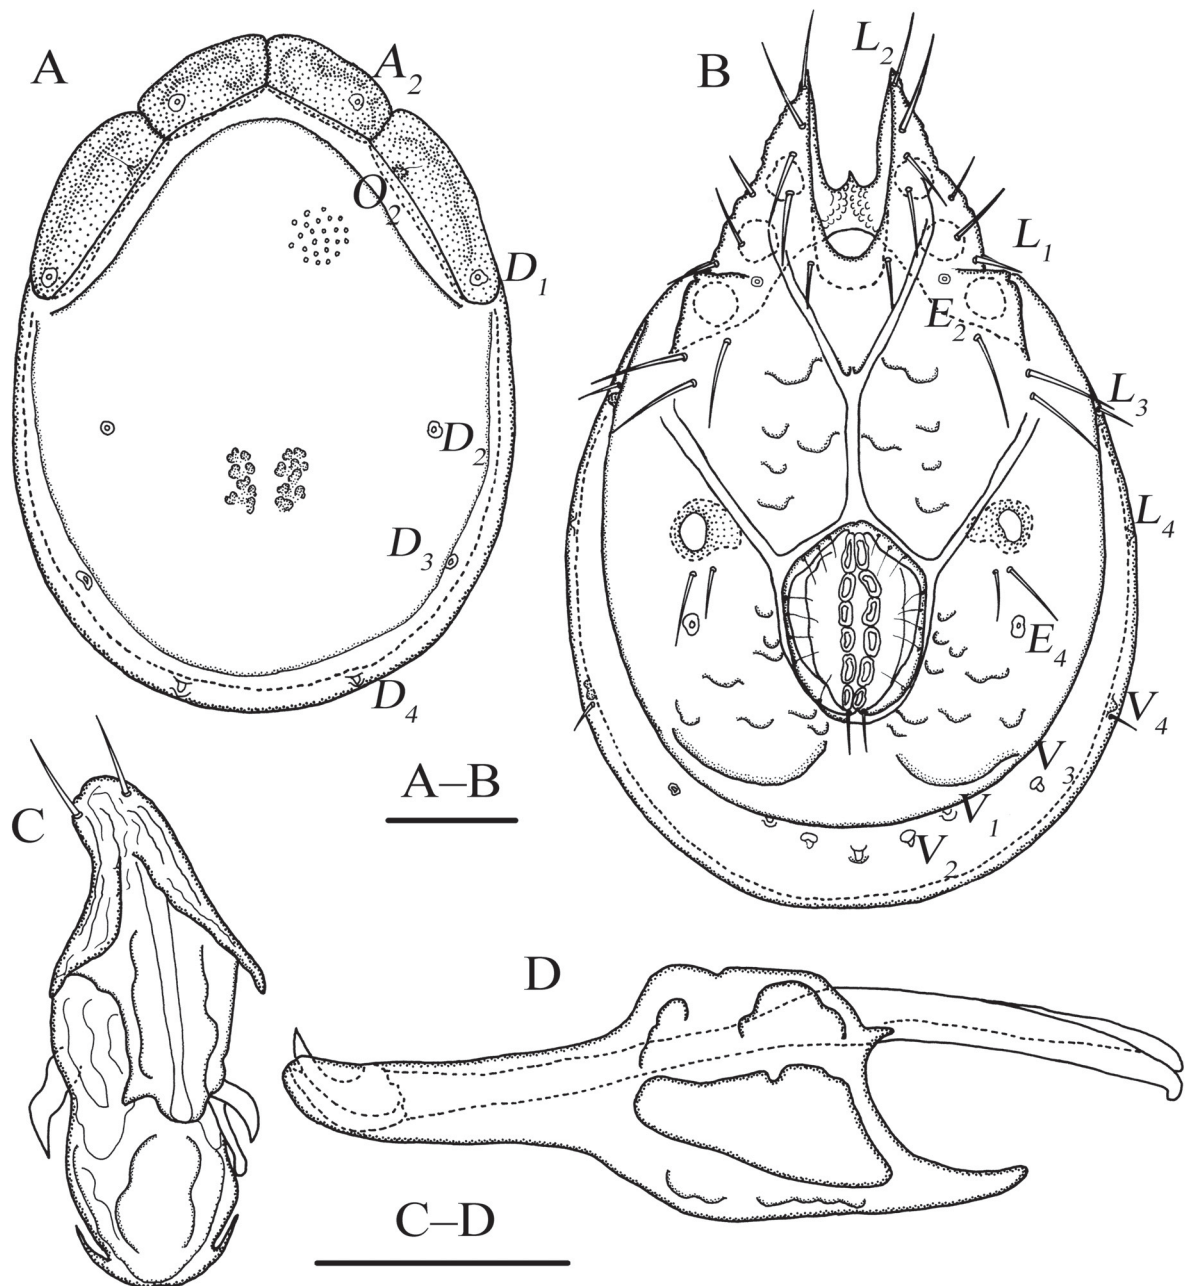 A
A₂
O₂
D₁
D₂
D₃
D₄
B
L₂
L₁
E₂
L₃
L₄
E₄
V₄
V₃
V₁
V₂
A–B
C
D
C–D